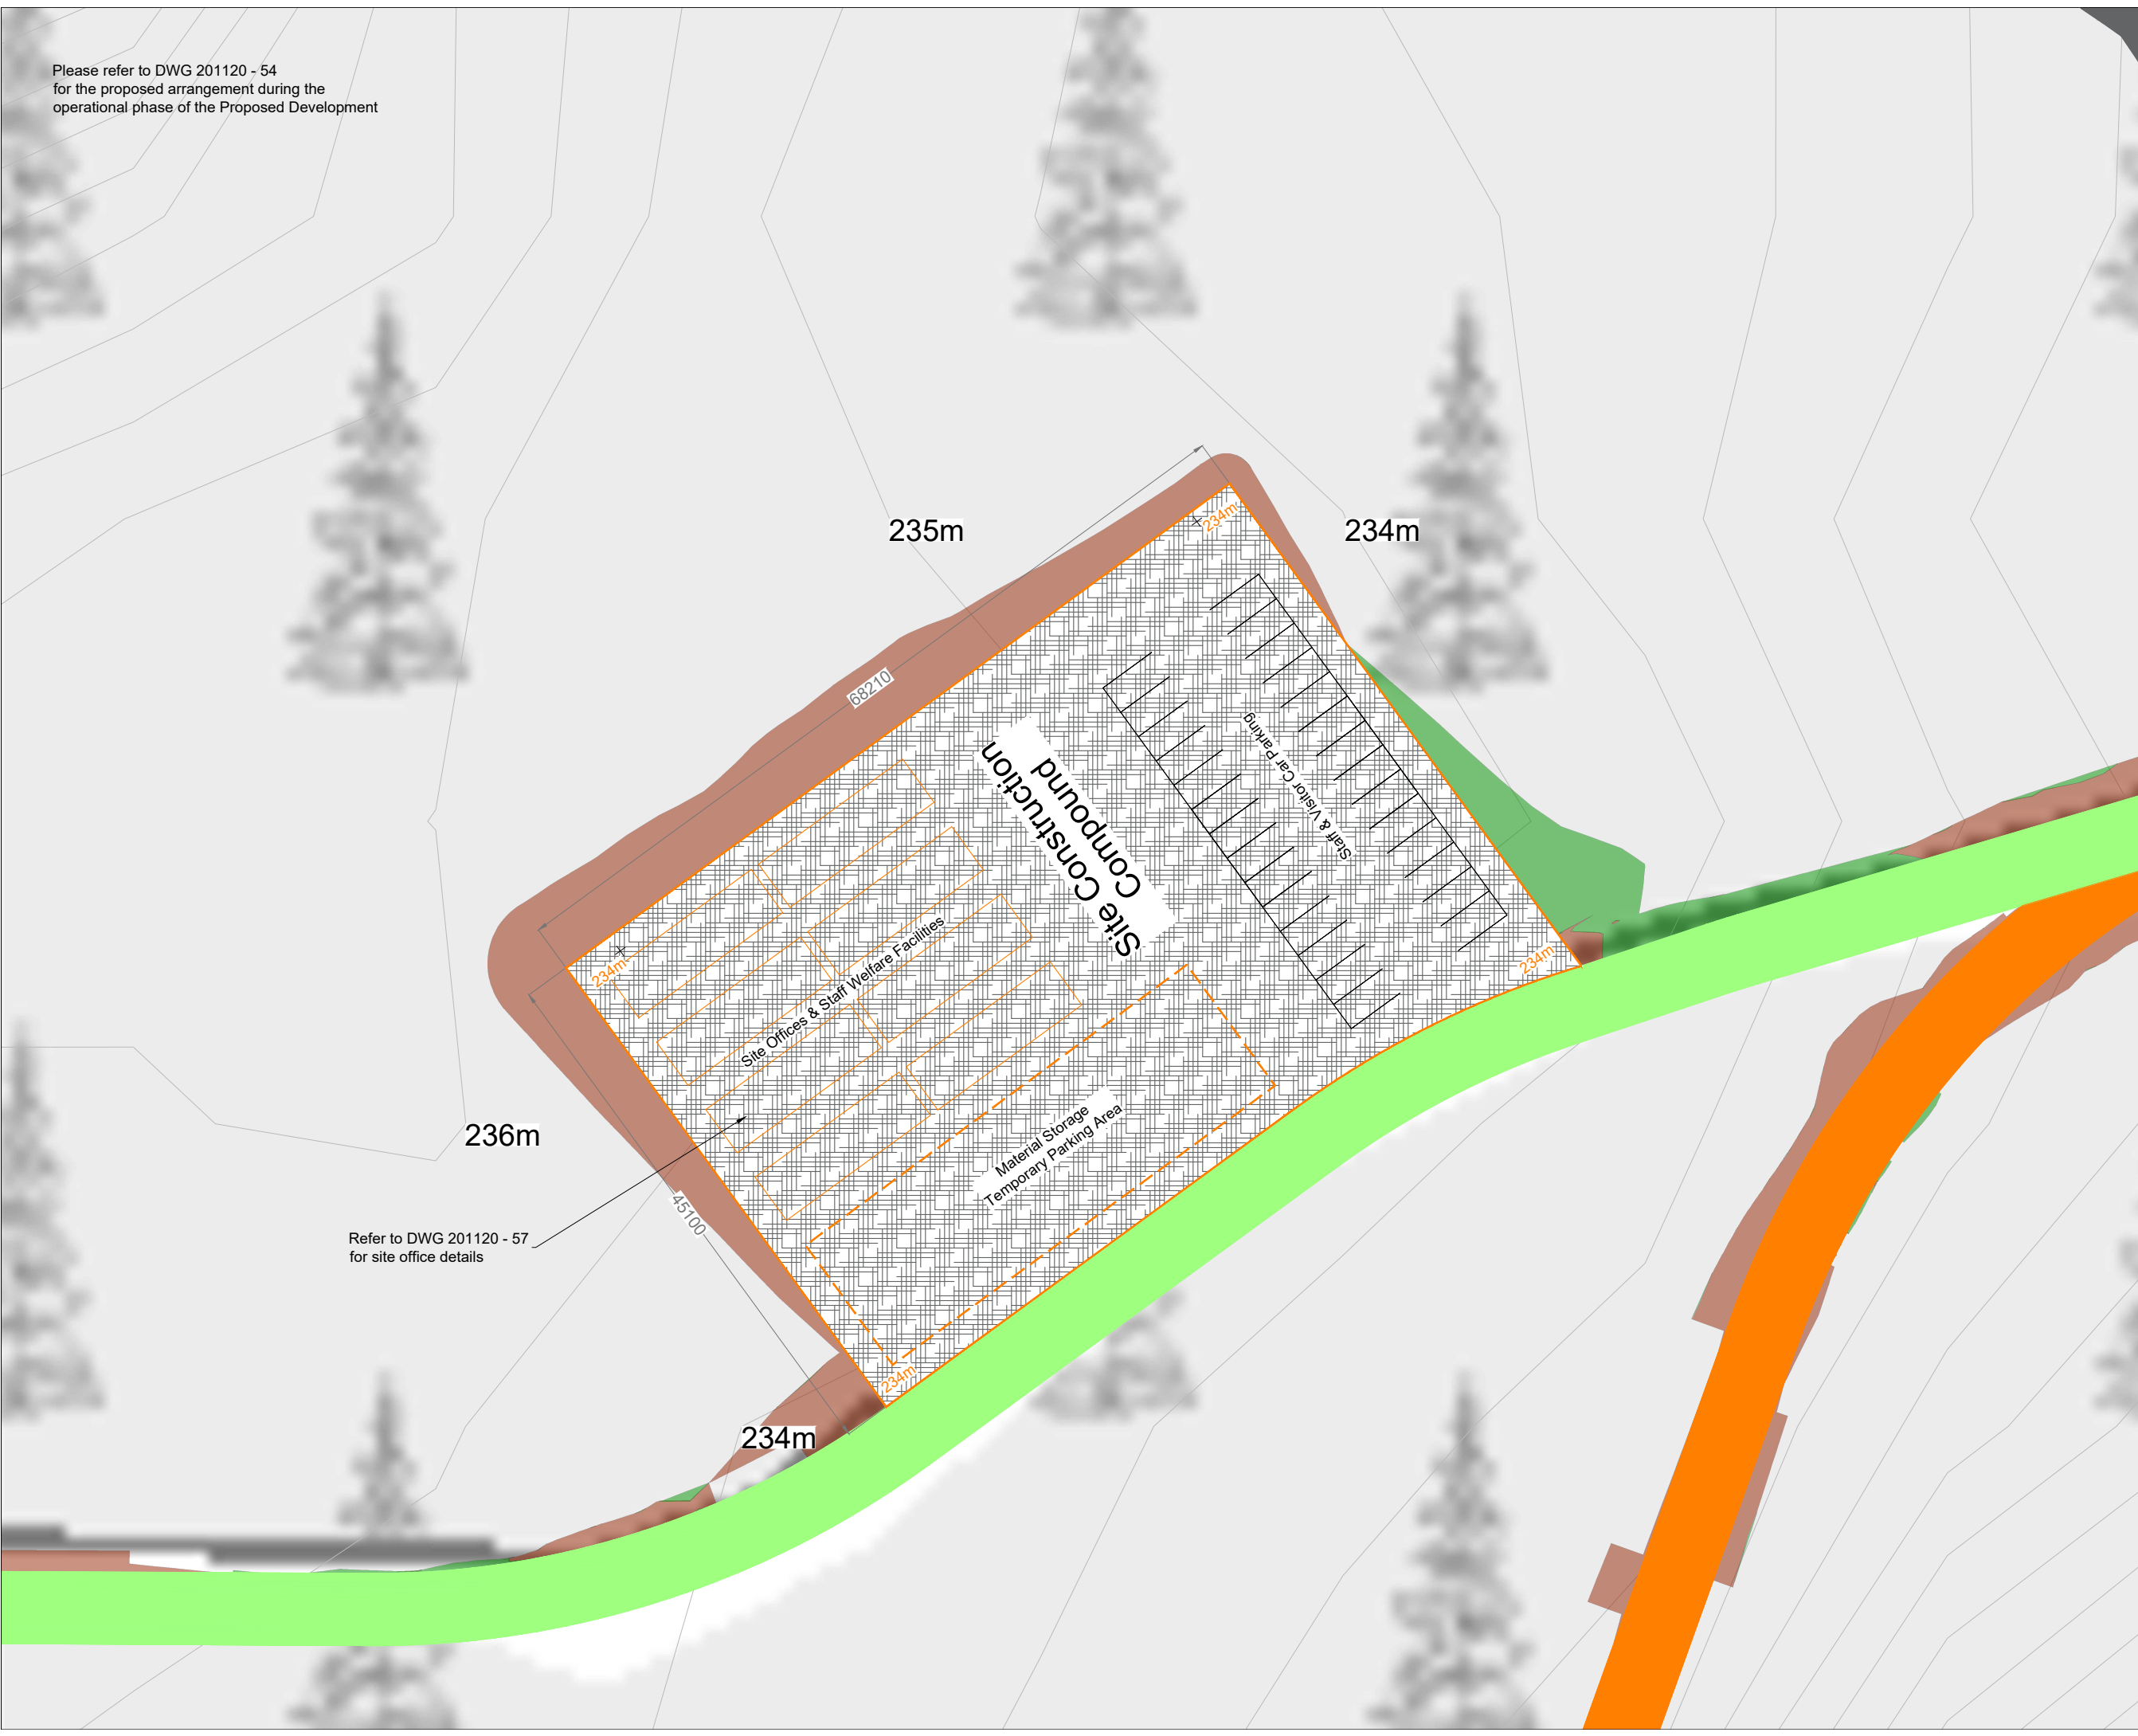 Please refer to DWG 201120 - 54
for the proposed arrangement during the
operational phase of the Proposed Development
235m
234m
234m
68210
Staff & Visitor Car Parking
Site Construction
Compound
Site Offices & Staff Welfare Facilities
234m
234m
236m
Material Storage
Temporary Parking Area
45100
Refer to DWG 201120 - 57
for site office details
234m
234m